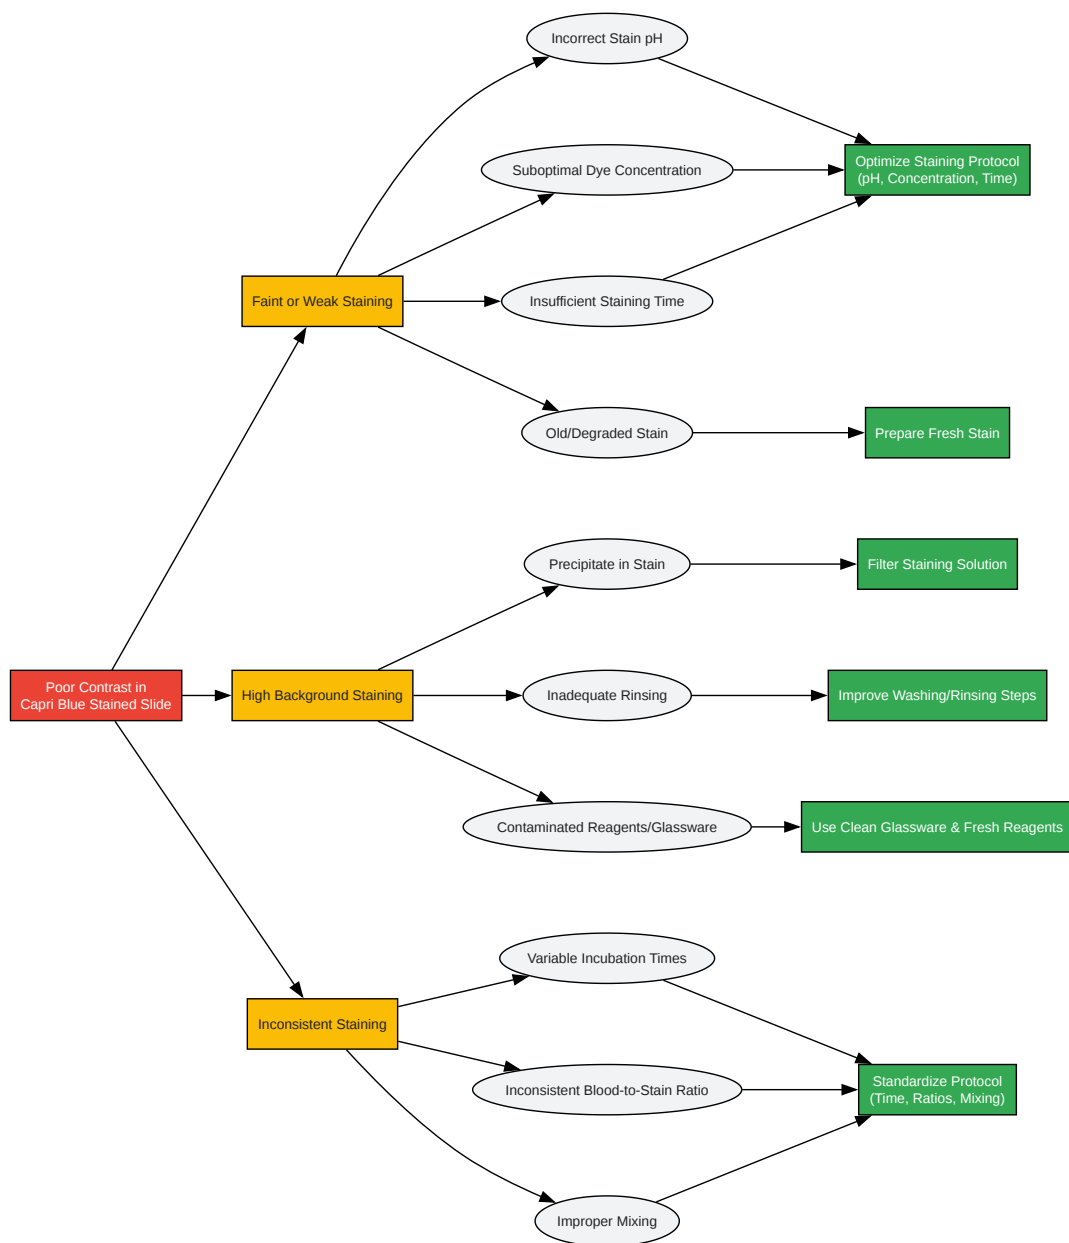 Incorrect Stain pH
Optimize Staining Protocol
(pH, Concentration, Time)
Suboptimal Dye Concentration
Faint or Weak Staining
Insufficient Staining Time
Old/Degraded Stain
Prepare Fresh Stain
Precipitate in Stain
Filter Staining Solution
Poor Contrast in
Capri Blue Stained Slide
High Background Staining
Inadequate Rinsing
Improve Washing/Rinsing Steps
Contaminated Reagents/Glassware
Use Clean Glassware & Fresh Reagents
Variable Incubation Times
Inconsistent Staining
Inconsistent Blood-to-Stain Ratio
Standardize Protocol
(Time, Ratios, Mixing)
Improper Mixing